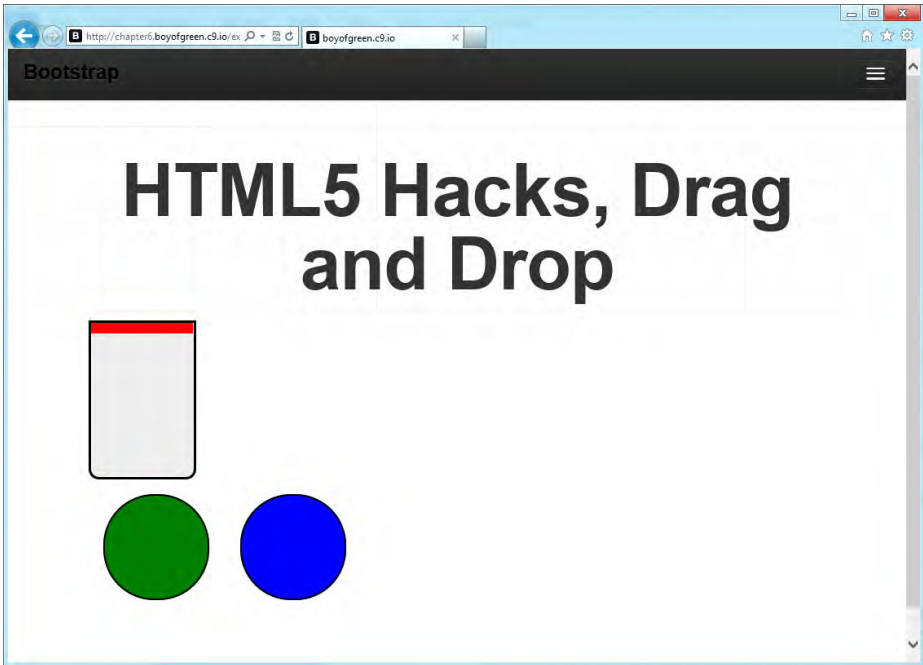 http://chapter6.boyofgreen.c9.io/ex
boyofgreen.c9.io
Bootstrap
HTML5 Hacks, Drag
and Drop